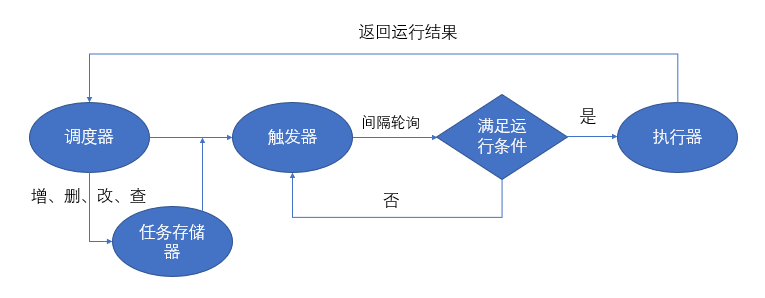 返回运行结果
调度器
触发器
间隔轮询
满足运
行条件
是
执行器
增、删、改、查
否
任务存储
器